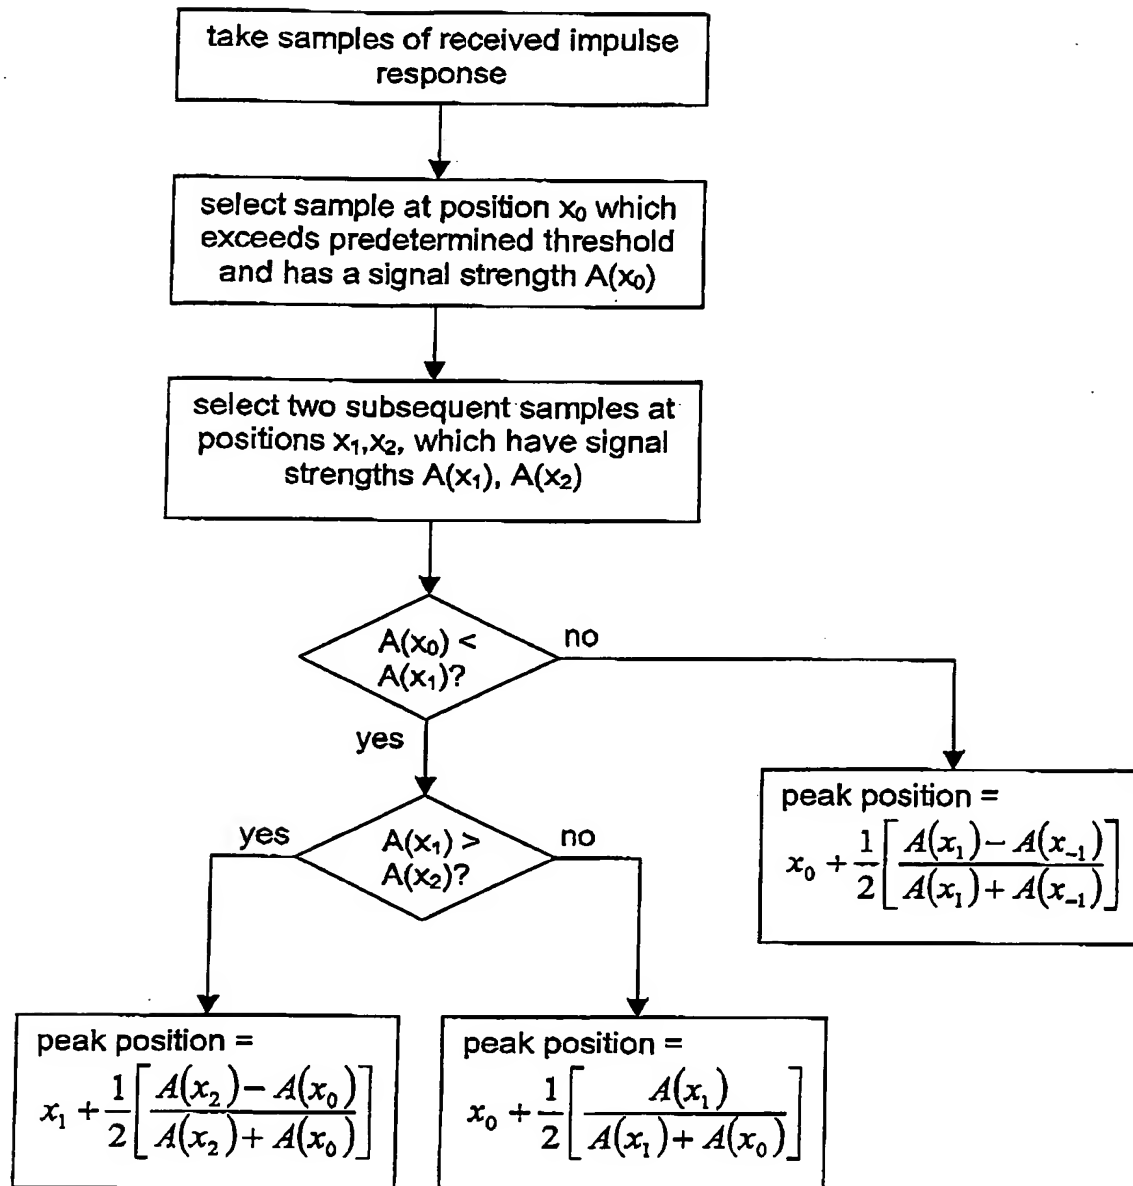 take samples of received impulse
response
select sample at position x₀ which
exceeds predetermined threshold
and has a signal strength A(x₀)
select two subsequent samples at
positions x₁,x₂, which have signal
strengths A(x₁), A(x₂)
A(x₀) <
A(x₁)?
no
yes
A(x₁) >
A(x₂)?
yes
no
peak position =
x₀ + 1/2 [ A(x₁) − A(x₋₁) / A(x₁) + A(x₋₁) ]
peak position =
x₁ + 1/2 [ A(x₂) − A(x₀) / A(x₂) + A(x₀) ]
peak position =
x₀ + 1/2 [ A(x₁) / A(x₁) + A(x₀) ]